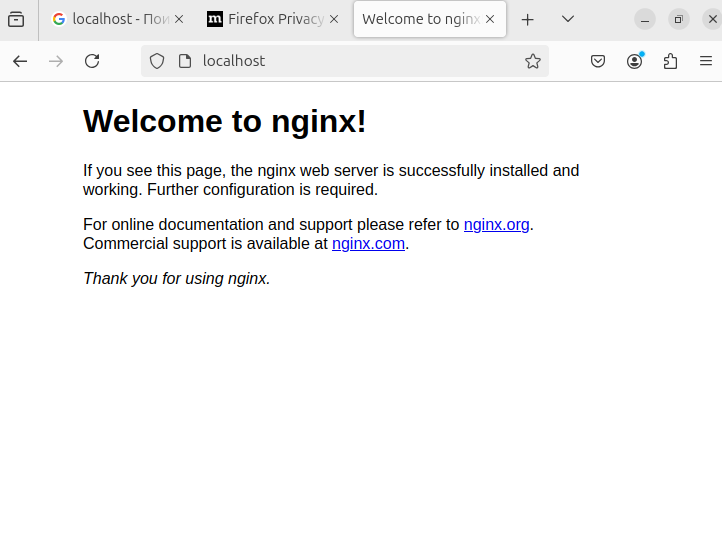 localhost - Пои
Firefox Privacy
Welcome to nginx
localhost
Welcome to nginx!
If you see this page, the nginx web server is successfully installed and
working. Further configuration is required.
For online documentation and support please refer to nginx.org.
Commercial support is available at nginx.com.
Thank you for using nginx.